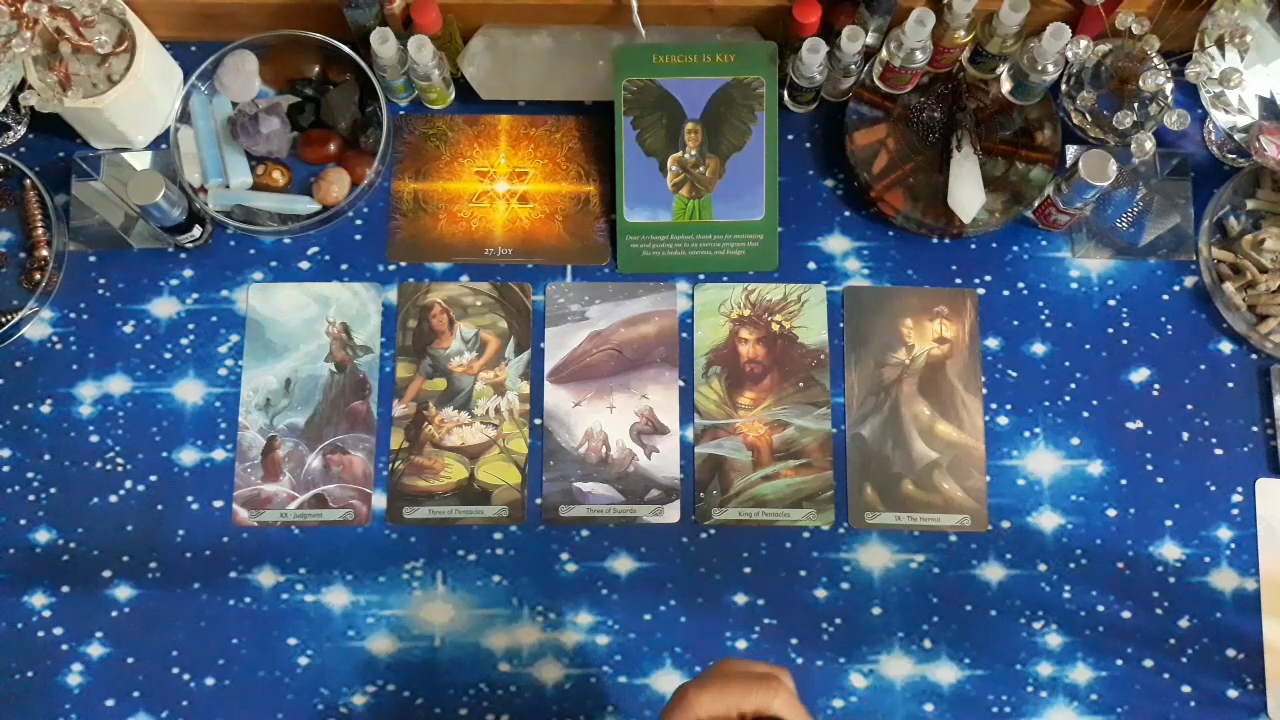 EXERCISE IS KEY
27. JOY
Dear Archangel Raphael, thank you for motivating
me and guiding me to an exercise program that
fits my schedule, interests, and budget.
XX - Judgment
Three of Pentacles
Three of Swords
King of Pentacles
IX - The Hermit